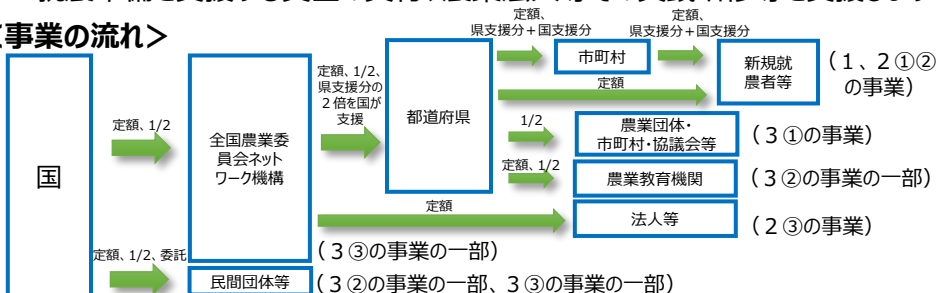 事業の流れ＞
国
定額、1/2
定額、1/2、委託
全国農業委
員会ネット
ワーク機構
民間団体等
（３③の事業の一部）
（３②の事業の一部、３③の事業の一部）
定額、1/2、
県支援分の
２倍を国が
支援
都道府県
定額、
県支援分＋国支援分
市町村
定額、
県支援分＋国支援分
新規就
農者等
（１、２①②
の事業）
定額
1/2
農業団体・
市町村・協議会等
（３①の事業）
定額、1/2
農業教育機関
（３②の事業の一部）
定額
法人等
（２③の事業）